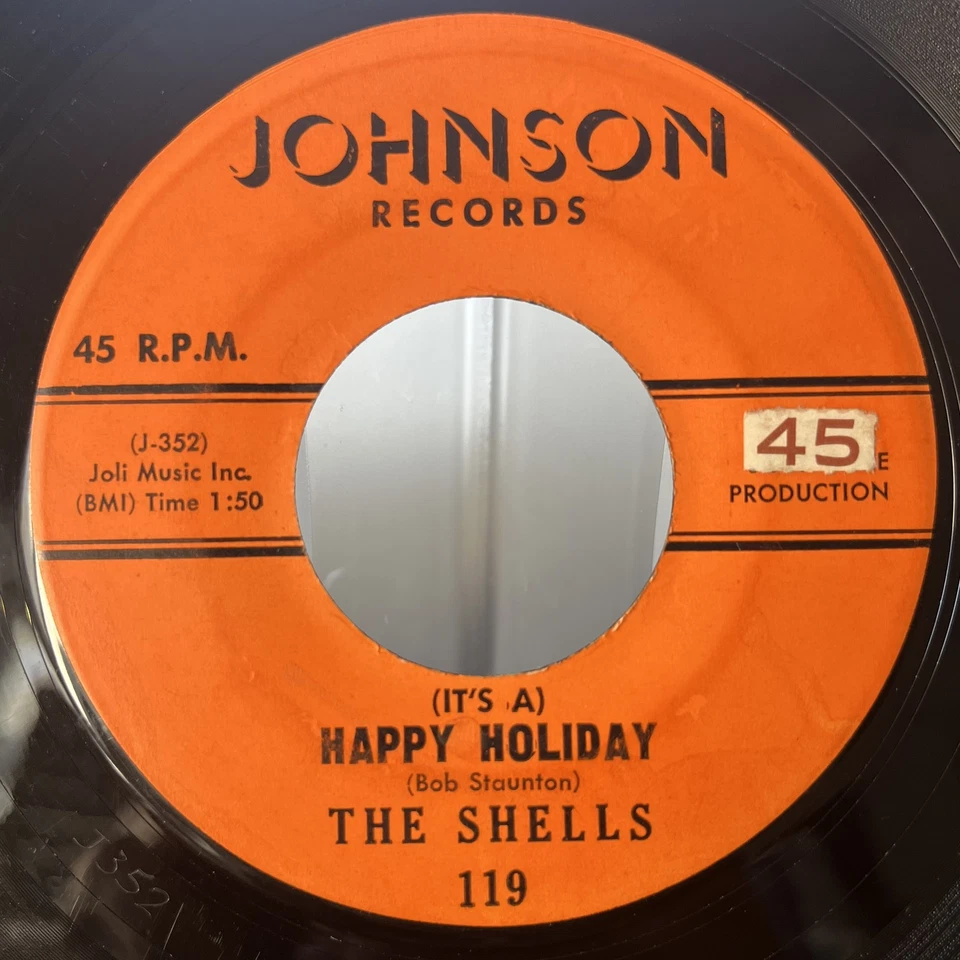 JOHNSON
RECORDS
45 R.P.M.
(J-352)
Joli Music Inc.
(BMI) Time 1:50
45
PRODUCTION
(IT'S A)
HAPPY HOLIDAY
(Bob Staunton)
THE SHELLS
119
J352